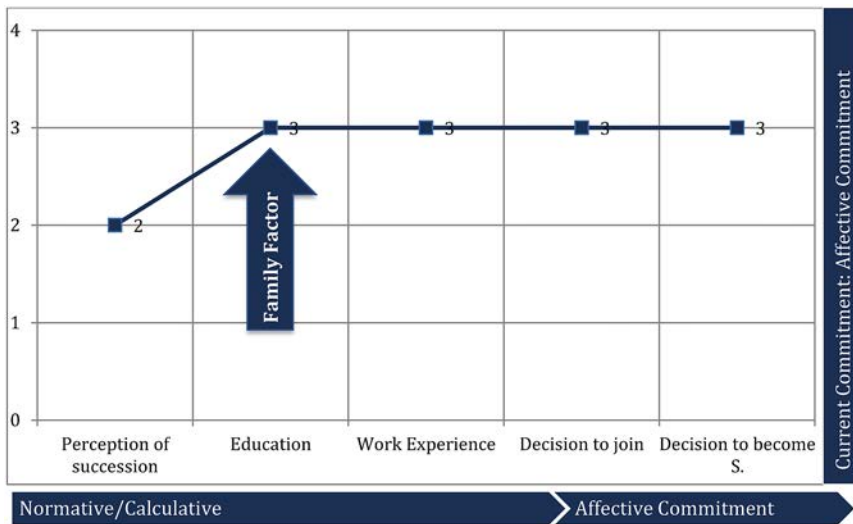 4
3
2
1
0
2
3
3
3
3
Family Factor
Perception of
succession
Education
Work Experience
Decision to join
Decision to become
S.
Normative/Calculative
Affective Commitment
Current Commitment: Affective Commitment